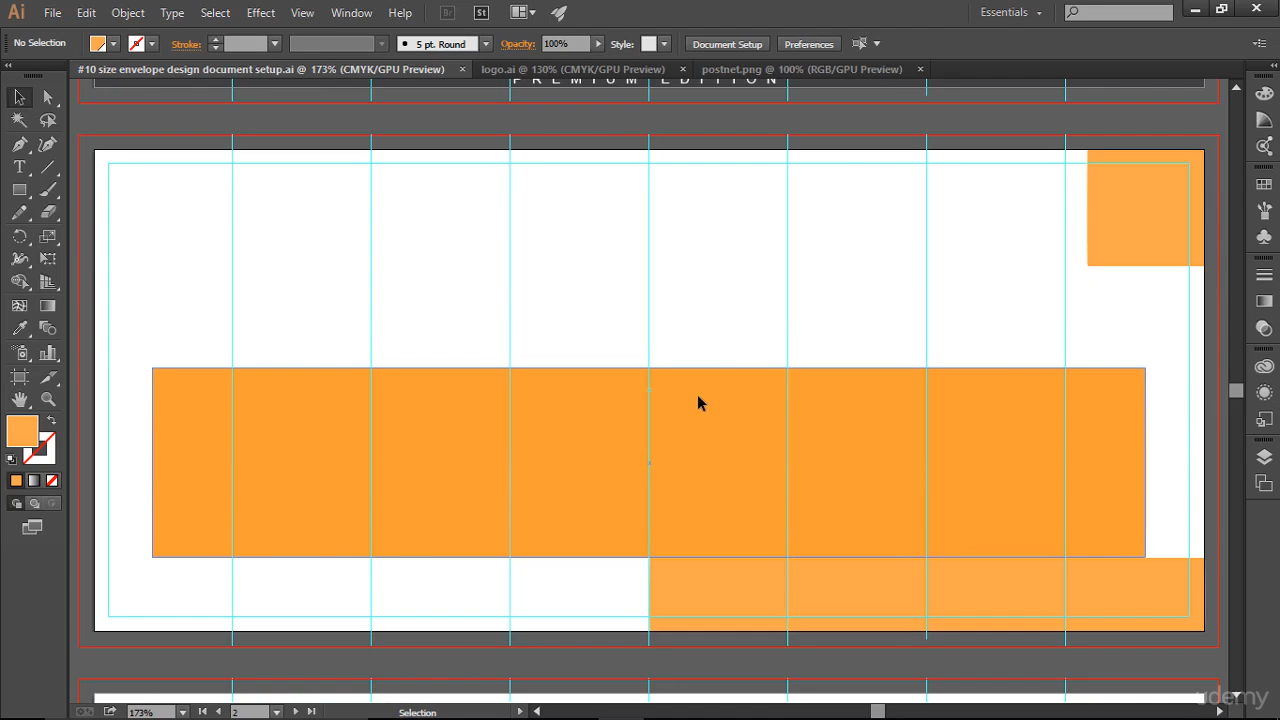 Ai File Edit Object Type Select Effect View Window Help Br St Essentials
No Selection Stroke: 5 pt. Round Opacity: 100% Style: Document Setup Preferences
#10 size envelope design document setup.ai @ 173% (CMYK/GPU Preview) × logo.ai @ 130% (CMYK/GPU Preview) × postnet.png @ 100% (RGB/GPU Preview) ×
PREMIUM EDITION
173% 2 Selection
udemy